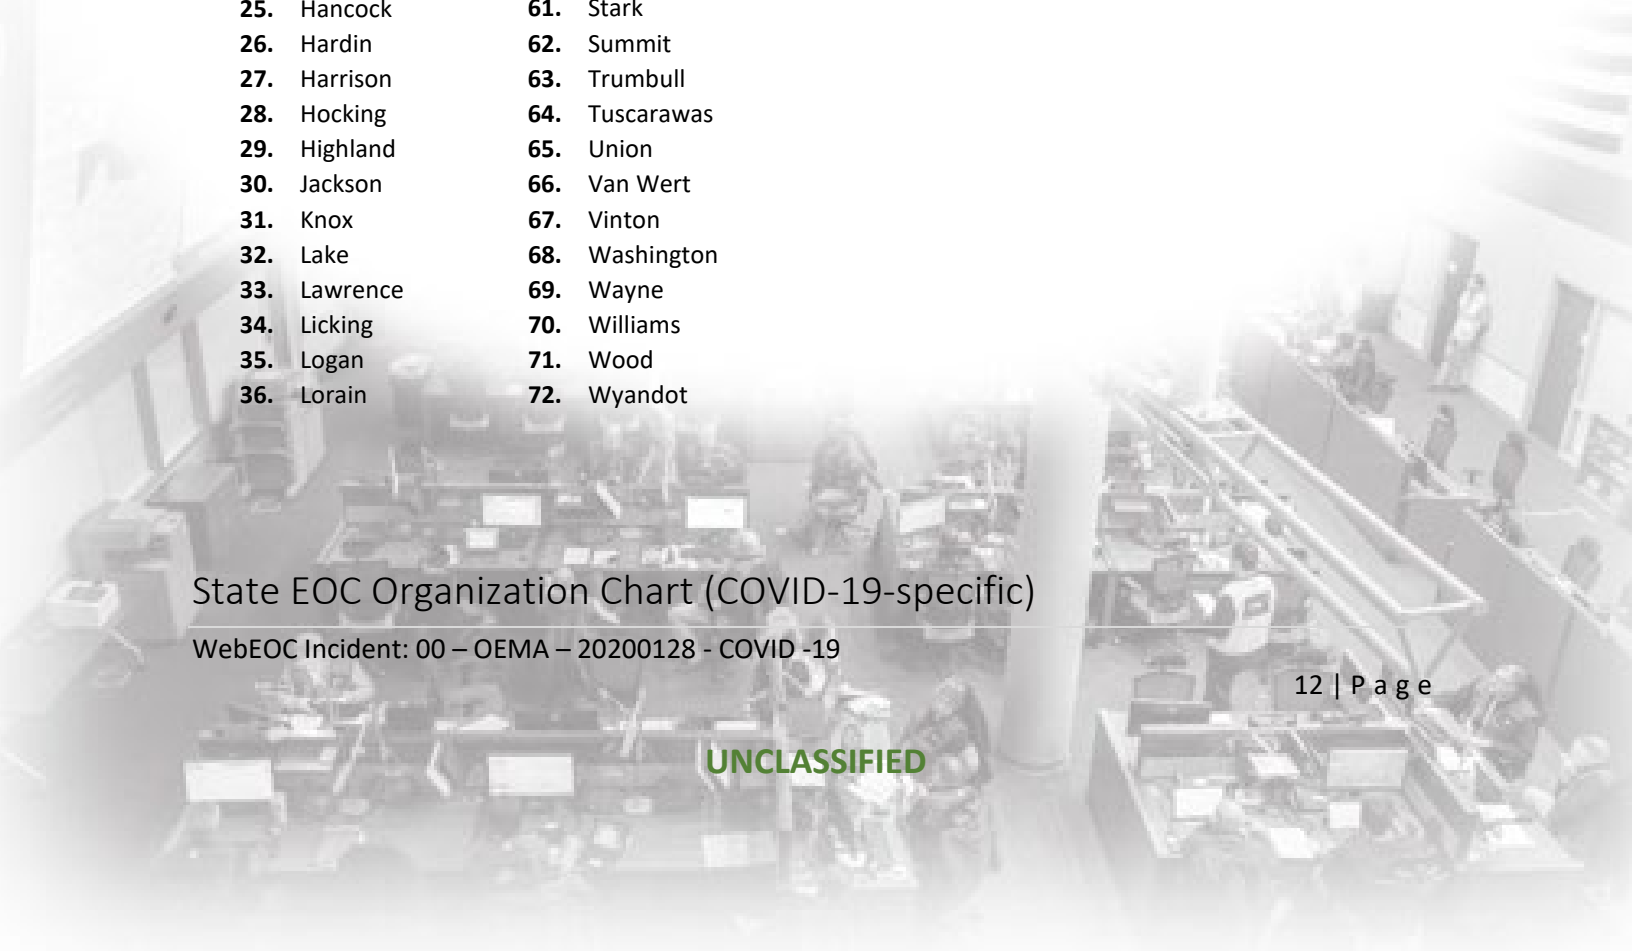 25. Hancock
26. Hardin
27. Harrison
28. Hocking
29. Highland
30. Jackson
31. Knox
32. Lake
33. Lawrence
34. Licking
35. Logan
36. Lorain
61. Stark
62. Summit
63. Trumbull
64. Tuscarawas
65. Union
66. Van Wert
67. Vinton
68. Washington
69. Wayne
70. Williams
71. Wood
72. Wyandot
State EOC Organization Chart (COVID-19-specific)
WebEOC Incident: 00 – OEMA – 20200128 - COVID -19
12 | P a g e
UNCLASSIFIED